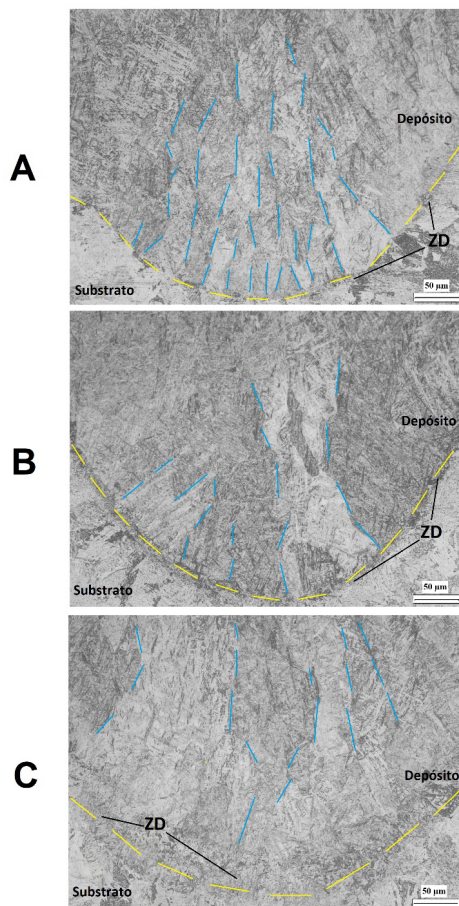 A
Depósito
ZD
Substrato
50 µm
B
Depósito
ZD
Substrato
50 µm
C
Depósito
ZD
Substrato
50 µm